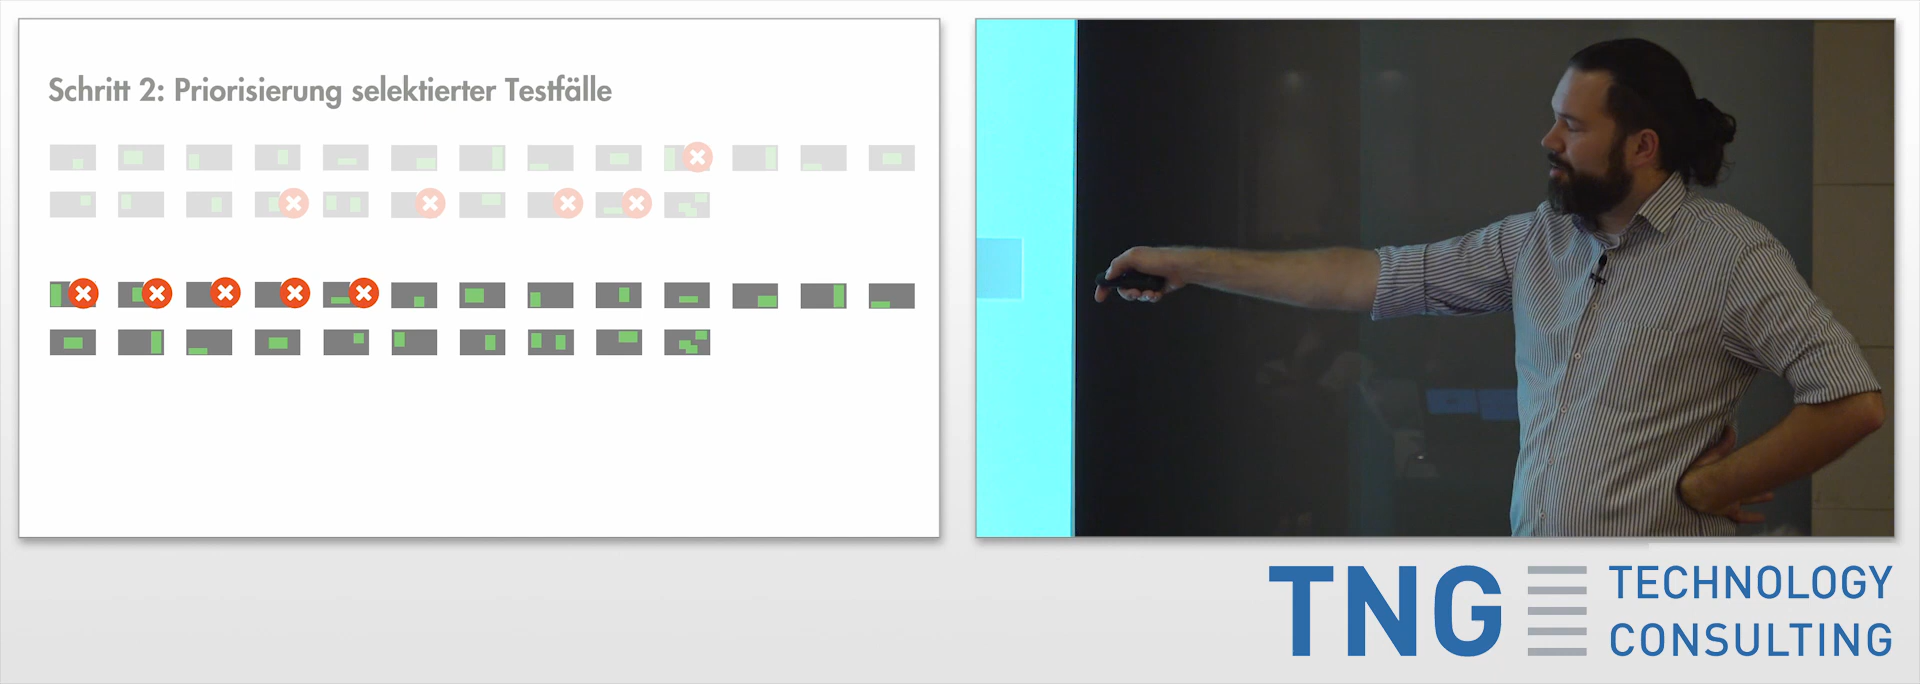 Schritt 2: Priorisierung selektierter Testfälle
TNG TECHNOLOGY
CONSULTING